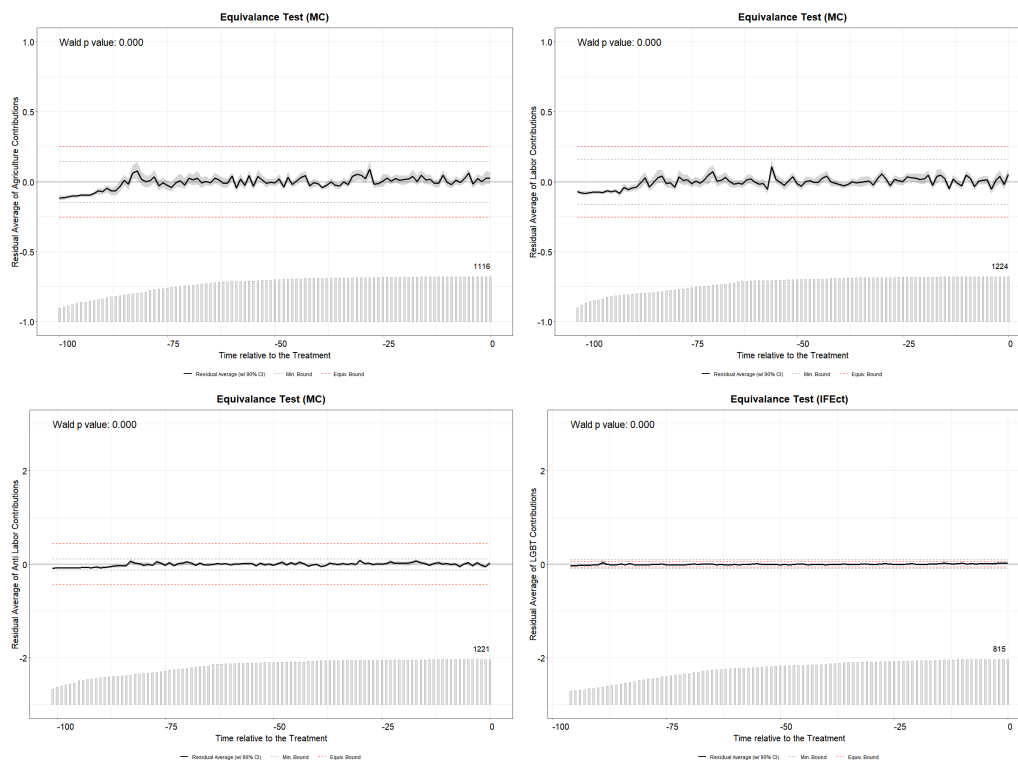 Equivalance Test (MC)
Wald p value: 0.000
Residual Average of Agriculture Contributions
1.0
0.5
0.0
-0.5
-1.0
1116
-100 -75 -50 -25 0
Time relative to the Treatment
Residual Average (w/ 90% CI) Min. Bound Equiv. Bound
Equivalance Test (MC)
Wald p value: 0.000
Residual Average of Labor Contributions
1.0
0.5
0.0
-0.5
-1.0
1224
-100 -75 -50 -25 0
Time relative to the Treatment
Residual Average (w/ 90% CI) Min. Bound Equiv. Bound
Equivalance Test (MC)
Wald p value: 0.000
Residual Average of Anti Labor Contributions
2
0
-2
1221
-100 -75 -50 -25 0
Time relative to the Treatment
Residual Average (w/ 90% CI) Min. Bound Equiv. Bound
Equivalance Test (IFEct)
Wald p value: 0.000
Residual Average of LGBT Contributions
2
0
-2
815
-100 -75 -50 -25 0
Time relative to the Treatment
Residual Average (w/ 90% CI) Min. Bound Equiv. Bound